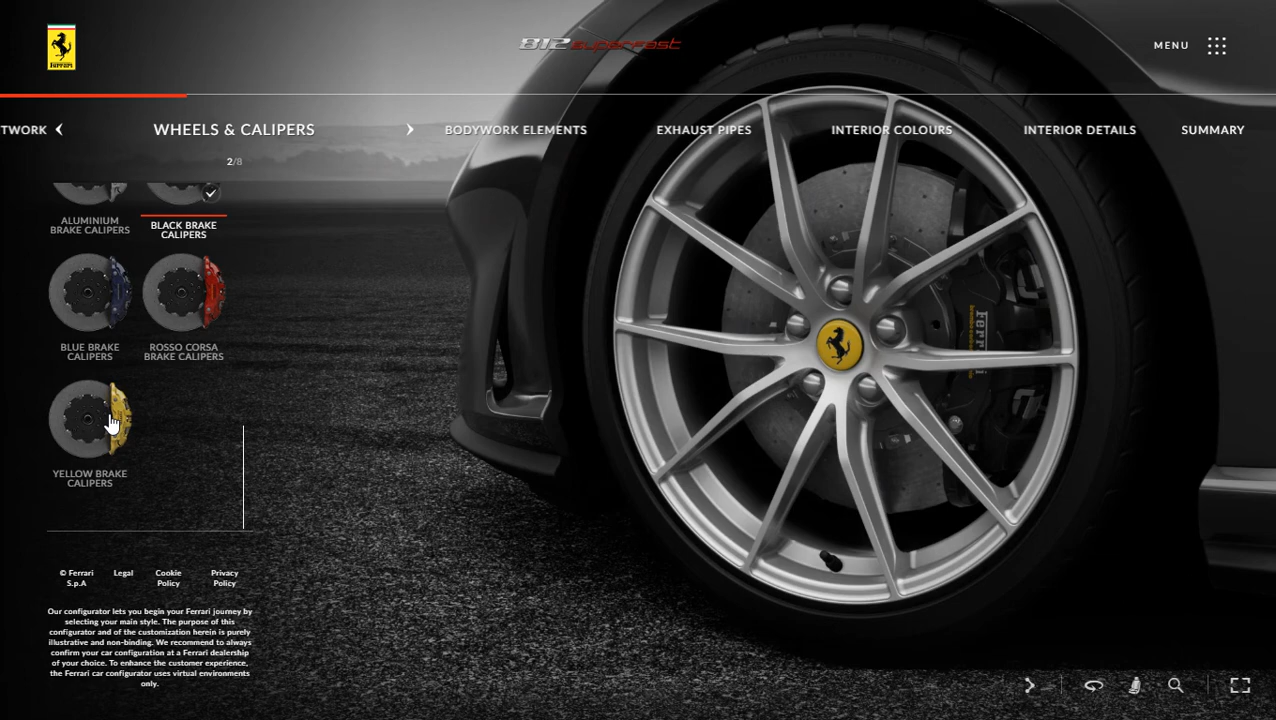 Ferrari
812 superfast
MENU
TWORK
WHEELS & CALIPERS
BODYWORK ELEMENTS
EXHAUST PIPES
INTERIOR COLOURS
INTERIOR DETAILS
SUMMARY
2/8
ALUMINIUM
BRAKE CALIPERS
BLACK BRAKE
CALIPERS
BLUE BRAKE
CALIPERS
ROSSO CORSA
BRAKE CALIPERS
YELLOW BRAKE
CALIPERS
Ferrari
© Ferrari
S.p.A
Legal
Cookie
Policy
Privacy
Policy
Our configurator lets you begin your Ferrari journey by
selecting your main style. The purpose of this
configurator and of the customization herein is purely
illustrative and non-binding. We recommend to always
confirm your car configuration at a Ferrari dealership
of your choice. To enhance the customer experience,
the Ferrari car configurator uses virtual environments
only.